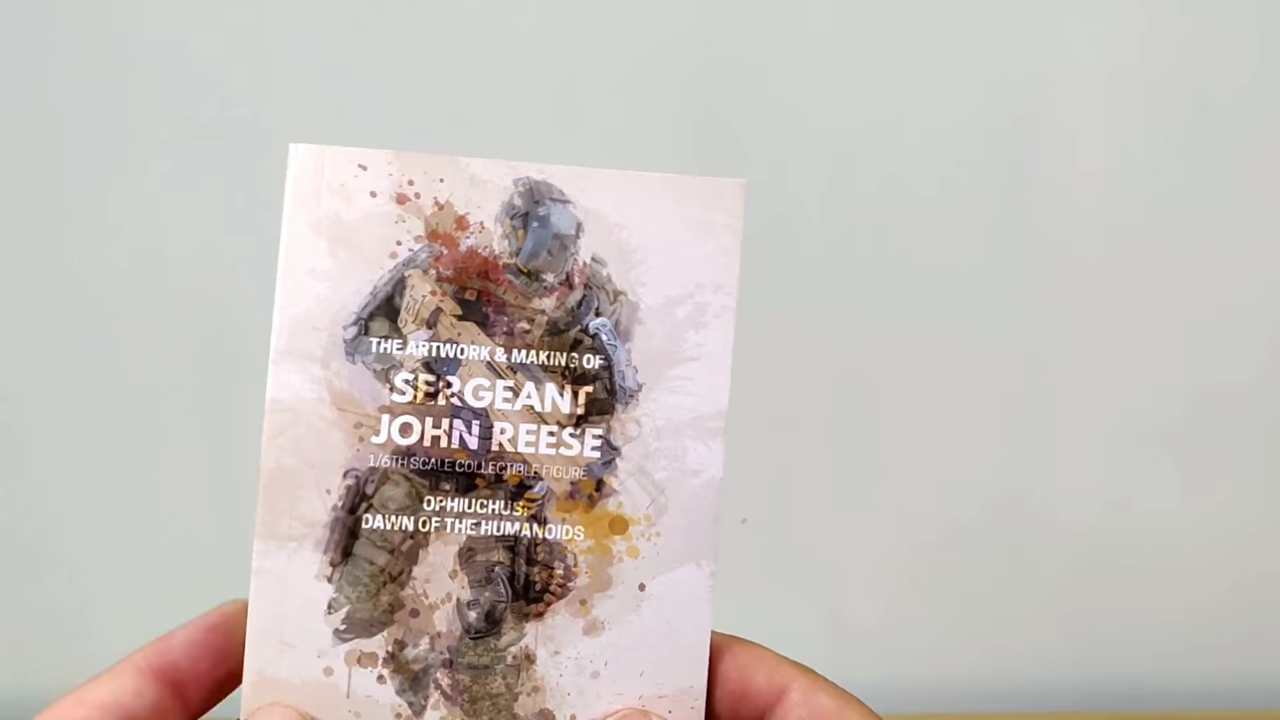 THE ARTWORK & MAKING OF
SERGEANT
JOHN REESE
1/6TH SCALE COLLECTIBLE FIGURE
OPHIUCHUS:
DAWN OF THE HUMANOIDS